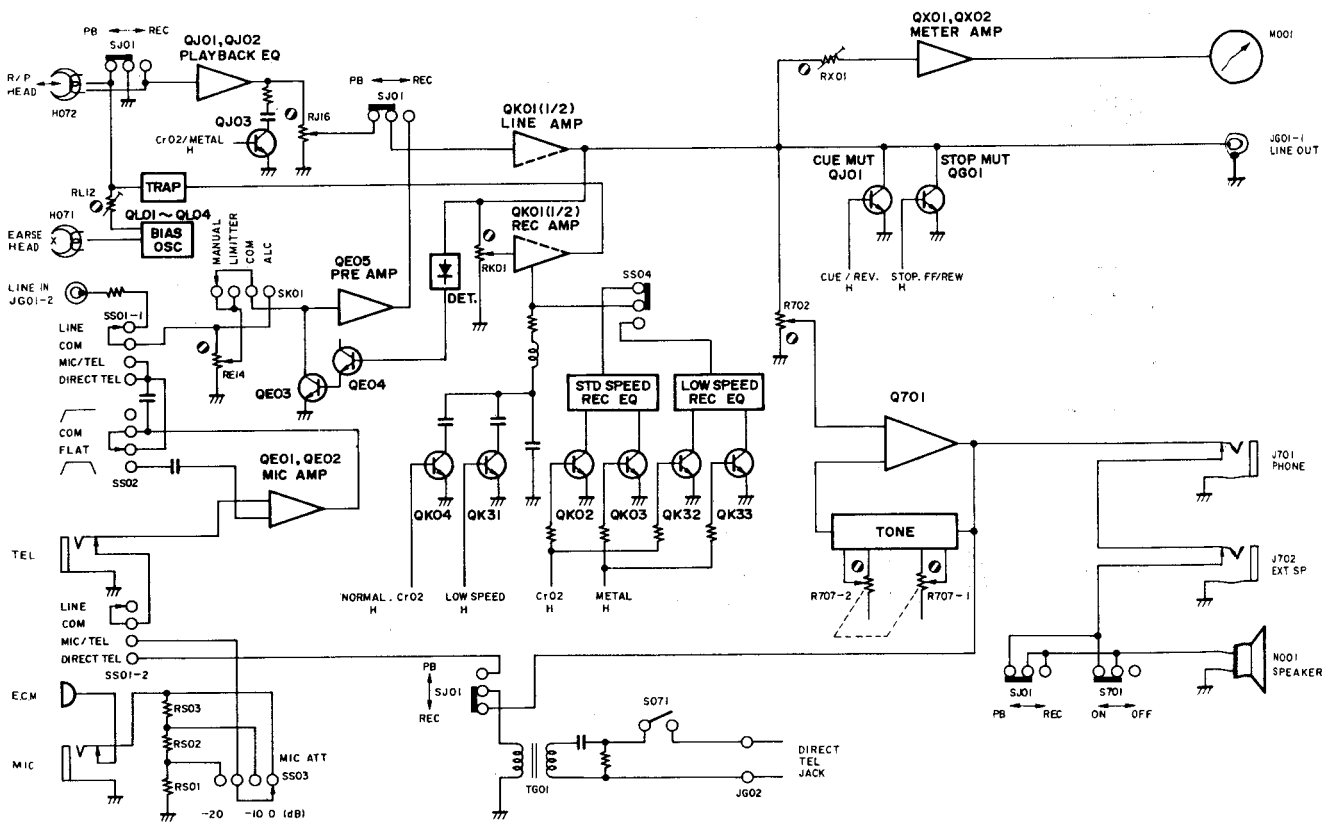 PB REC
SJ01
QJ01, QJ02
PLAYBACK EQ
R/P
HEAD
H072
QJ03
CrO2/METAL
H
RJ16
PB REC
SJ01
QK01(1/2)
LINE AMP
QX01, QX02
METER AMP
RX01
M001
JG01-1
LINE OUT
CUE MUT
QJ01
STOP MUT
QG01
CUE/REV.
H
STOP. FF/REW
H
RL12
TRAP
H071
QL01~QL04
BIAS
OSC
EARSE
HEAD
MANUAL
LIMITTER
COM
ALC
SK01
QE05
PRE AMP
DET.
RK01
QK01(1/2)
REC AMP
SS04
LINE IN
JG01-2
SS01-1
LINE
COM
MIC/TEL
DIRECT TEL
RE14
QE03
QE04
STD SPEED
REC EQ
LOW SPEED
REC EQ
R702
Q701
COM
FLAT
SS02
QE01, QE02
MIC AMP
QK04
QK31
QK02
QK03
QK32
QK33
NORMAL. CrO2
H
LOW SPEED
H
CrO2
H
METAL
H
TONE
R707-2
R707-1
J701
PHONE
J702
EXT SP
N001
SPEAKER
SJ01
PB REC
S701
ON OFF
TEL
LINE
COM
MIC/TEL
DIRECT TEL
SS01-2
E.C.M
MIC
RS03
RS02
RS01
MIC ATT
SS03
-20 -10 0 (dB)
PB
SJ01
REC
TG01
S071
DIRECT
TEL
JACK
JG02